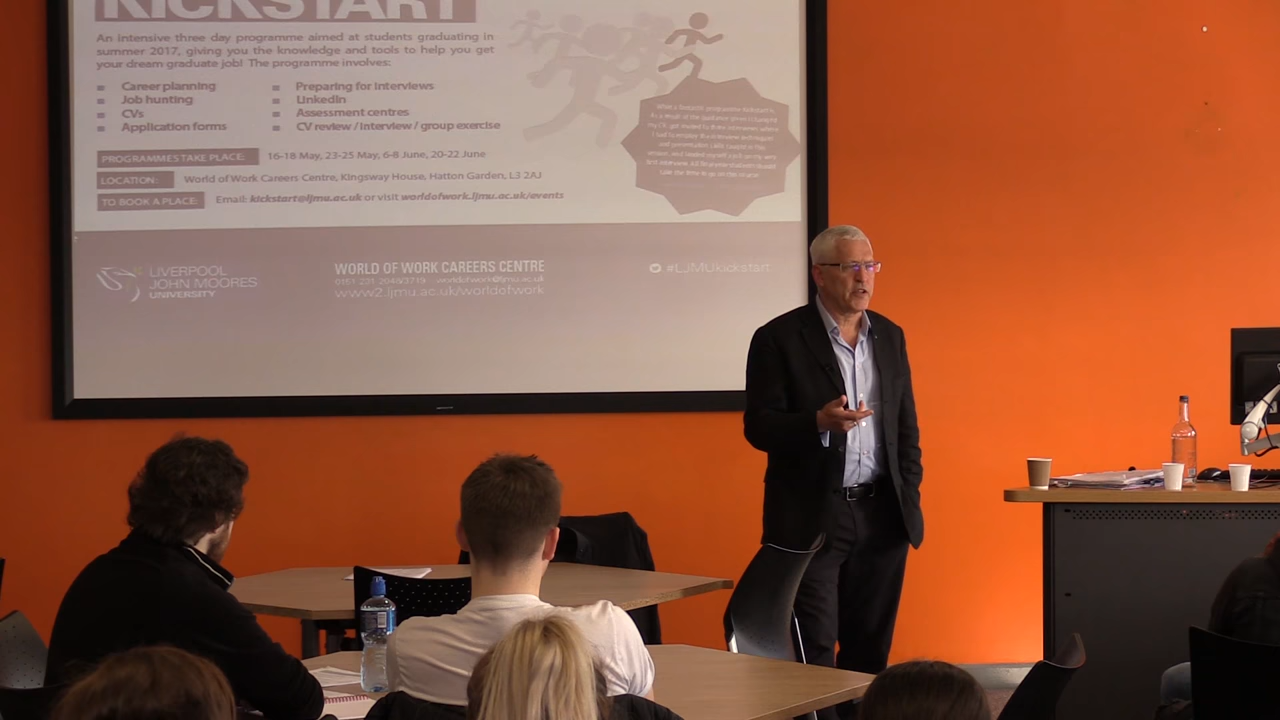 KICKSTART
An intensive three day programme aimed at students graduating in
summer 2017, giving you the knowledge and tools to help you get
your dream graduate job! The programme involves:
Career planning
Job hunting
CVs
Application forms
Preparing for interviews
LinkedIn
Assessment centres
CV review / interview / group exercise
PROGRAMMES TAKE PLACE: 16-18 May, 23-25 May, 6-8 June, 20-22 June
LOCATION: World of Work Careers Centre, Kingsway House, Hatton Garden, L3 2AJ
TO BOOK A PLACE: Email: kickstart@ljmu.ac.uk or visit worldofwork.ljmu.ac.uk/events
LIVERPOOL
JOHN MOORES
UNIVERSITY
WORLD OF WORK CAREERS CENTRE
worldofwork@ljmu.ac.uk
www2.ljmu.ac.uk/worldofwork
#LJMUkickstart